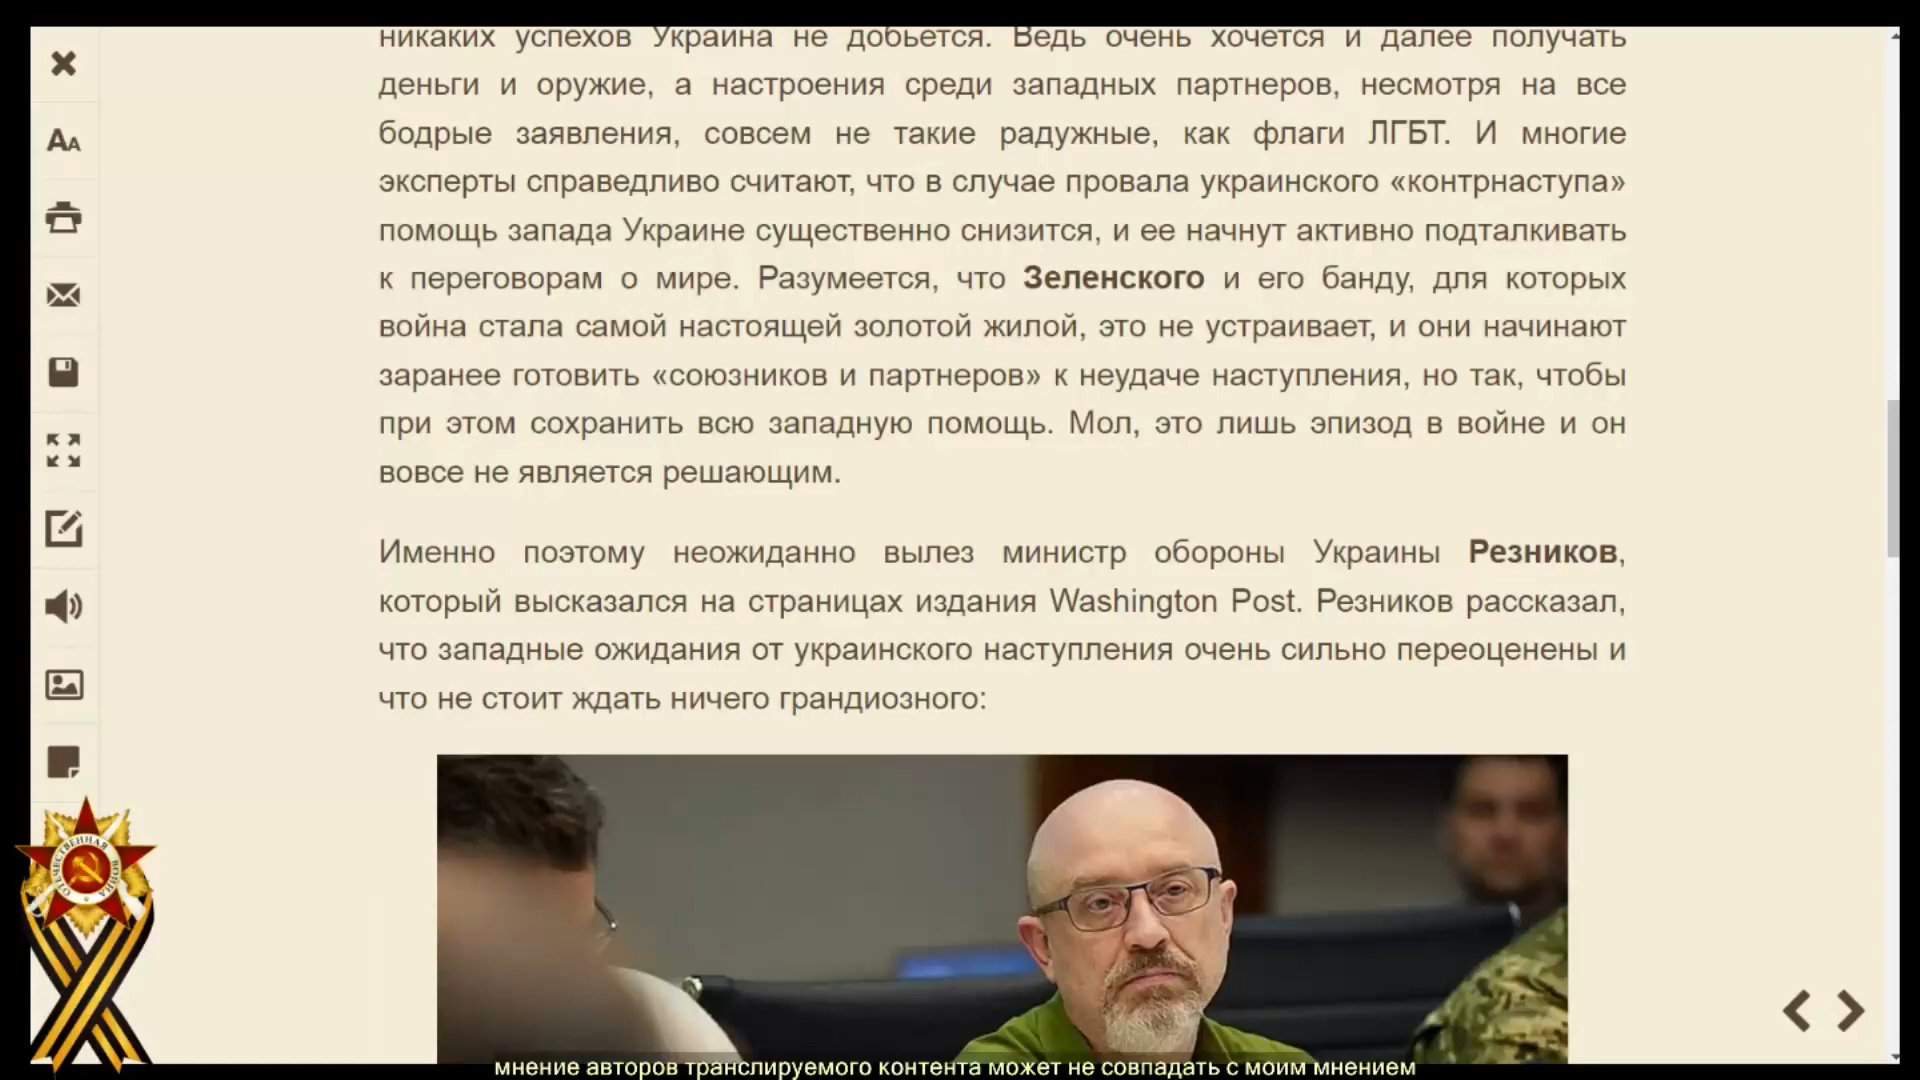 никаких успехов Украина не добьется. Ведь очень хочется и далее получать
деньги и оружие, а настроения среди западных партнеров, несмотря на все
бодрые заявления, совсем не такие радужные, как флаги ЛГБТ. И многие
эксперты справедливо считают, что в случае провала украинского «контрнаступа»
помощь запада Украине существенно снизится, и ее начнут активно подталкивать
к переговорам о мире. Разумеется, что Зеленского и его банду, для которых
война стала самой настоящей золотой жилой, это не устраивает, и они начинают
заранее готовить «союзников и партнеров» к неудаче наступления, но так, чтобы
при этом сохранить всю западную помощь. Мол, это лишь эпизод в войне и он
вовсе не является решающим.
Именно поэтому неожиданно вылез министр обороны Украины Резников,
который высказался на страницах издания Washington Post. Резников рассказал,
что западные ожидания от украинского наступления очень сильно переоценены и
что не стоит ждать ничего грандиозного:
AA
ОТЕЧЕСТВЕННАЯ ВОЙНА
мнение авторов транслируемого контента может не совпадать с моим мнением